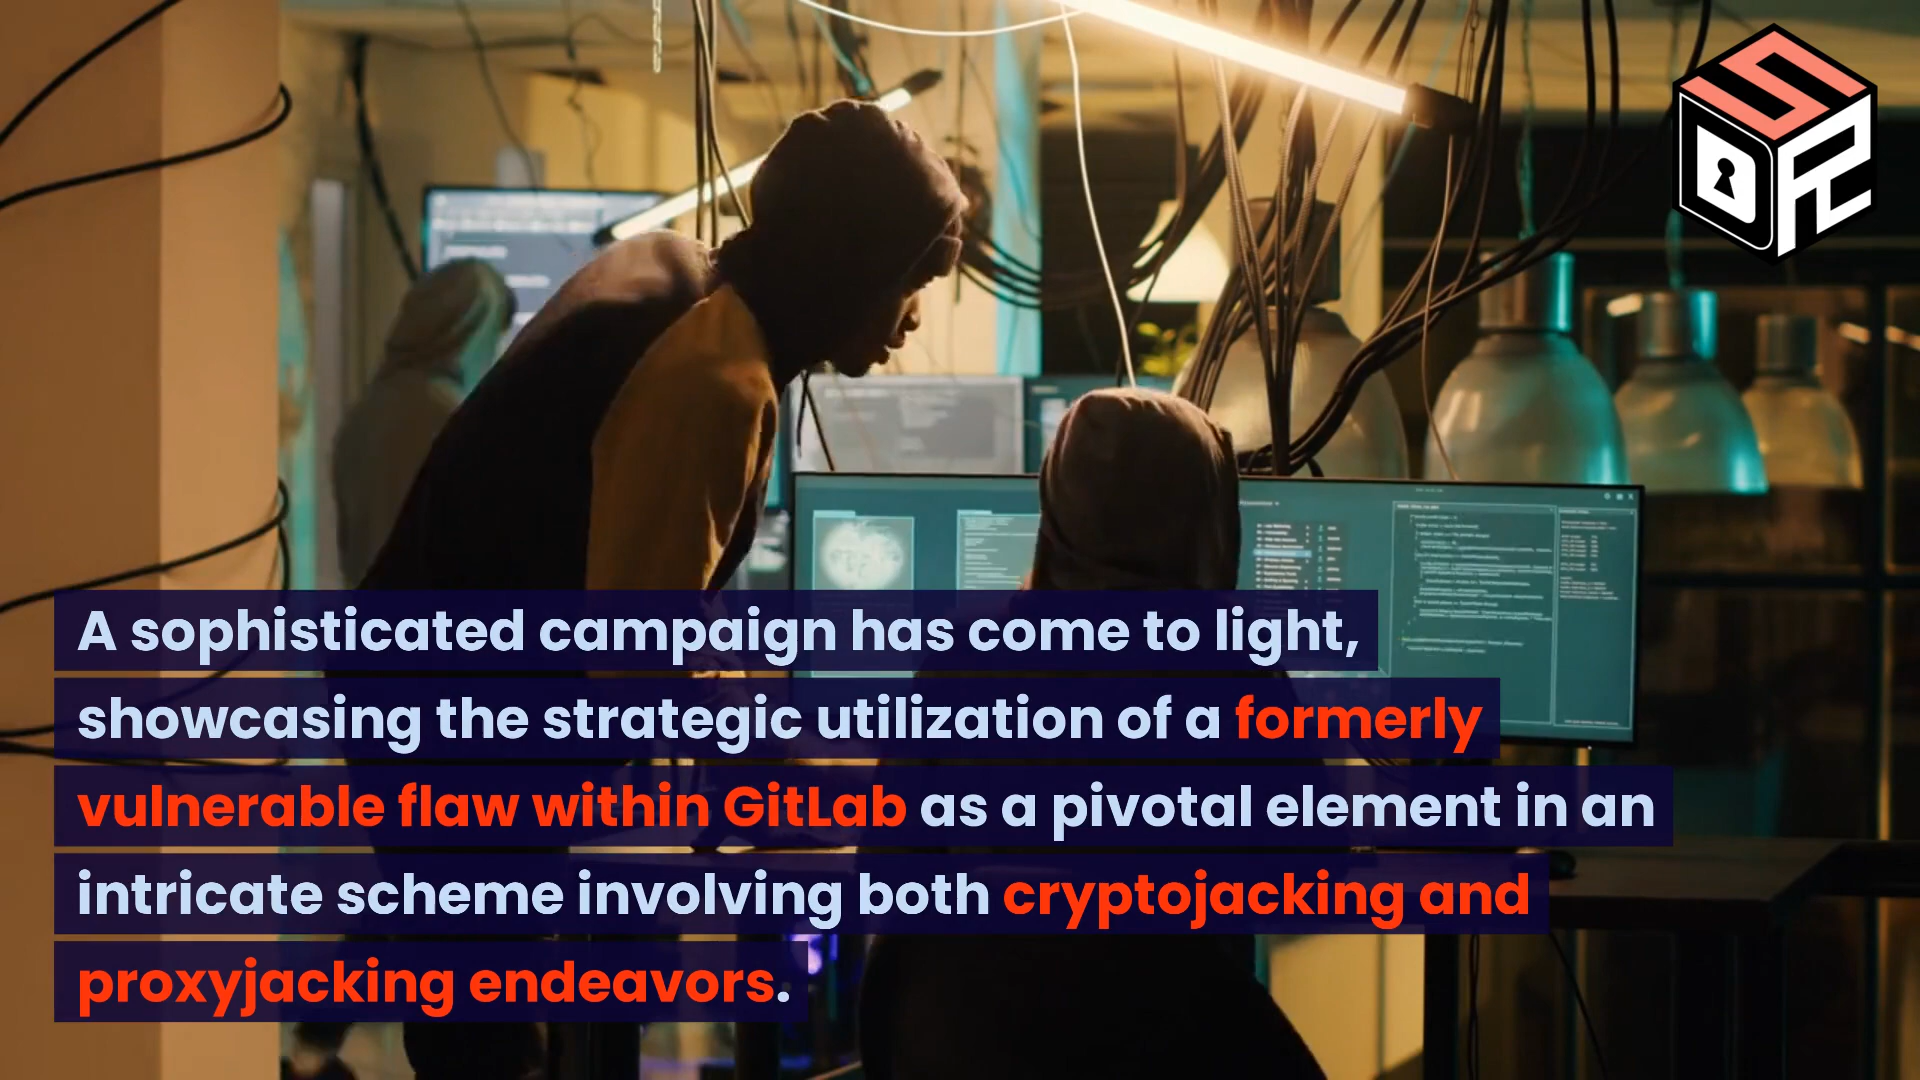 A sophisticated campaign has come to light,
showcasing the strategic utilization of a formerly
vulnerable flaw within GitLab as a pivotal element in an
intricate scheme involving both cryptojacking and
proxyjacking endeavors.